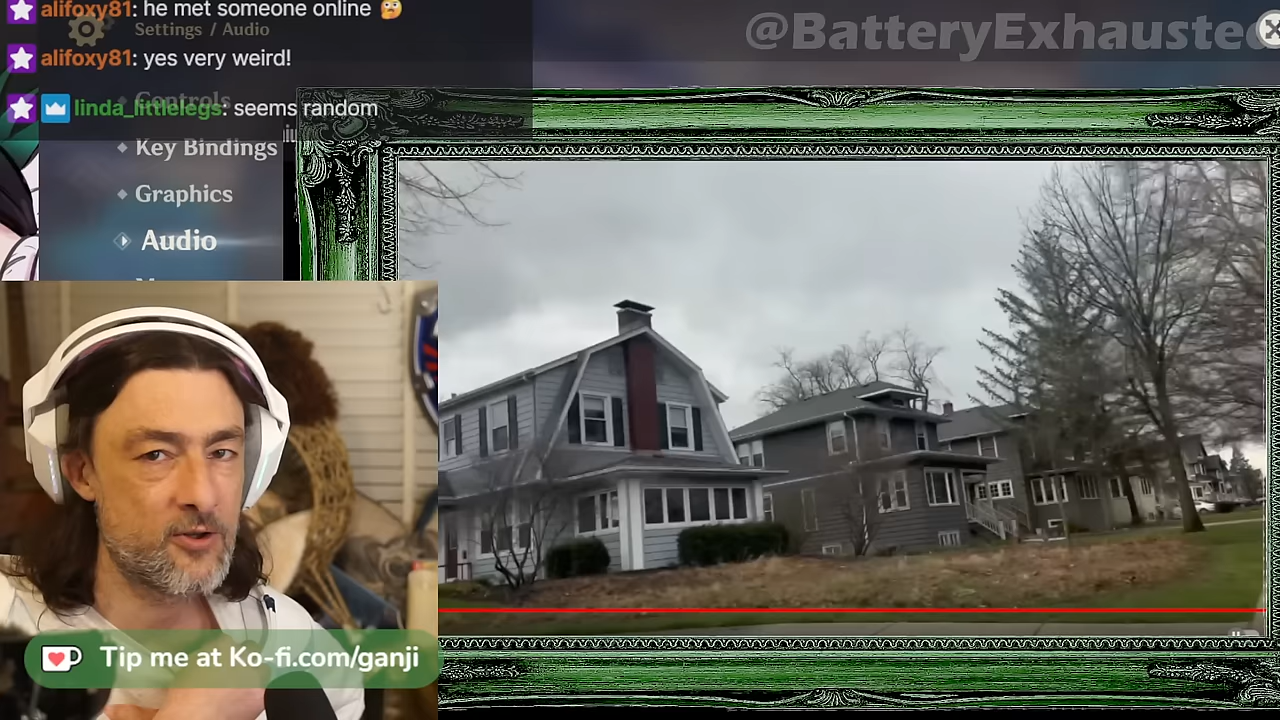 alifoxy81: he met someone online
Settings / Audio
@BatteryExhausted
alifoxy81: yes very weird!
Controls
linda_littlelegs: seems random
Key Bindings
Graphics
Audio
Tip me at Ko-fi.com/ganji